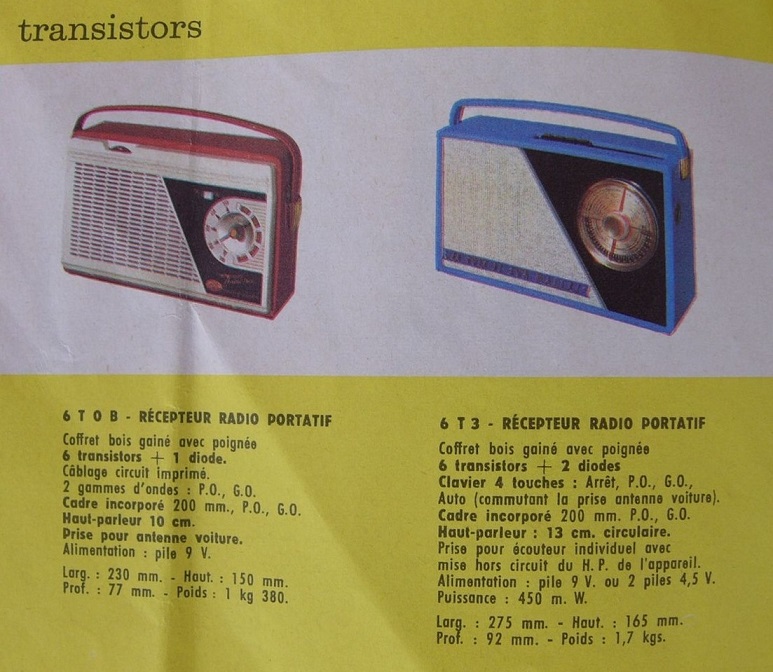 transistors
6 T O B - RÉCEPTEUR RADIO PORTATIF
Coffret bois gainé avec poignée
6 transistors + 1 diode.
Câblage circuit imprimé.
2 gammes d'ondes : P.O., G.O.
Cadre incorporé 200 mm., P.O., G.O.
Haut-parleur 10 cm.
Prise pour antenne voiture.
Alimentation : pile 9 V.
Larg. : 230 mm. - Haut. : 150 mm.
Prof. : 77 mm. - Poids : 1 kg 380.
6 T 3 - RÉCEPTEUR RADIO PORTATIF
Coffret bois gainé avec poignée
6 transistors + 2 diodes
Clavier 4 touches : Arrêt, P.O., G.O.,
Auto (commutant la prise antenne voiture).
Cadre incorporé 200 mm. P.O., G.O.
Haut-parleur : 13 cm. circulaire.
Prise pour écouteur individuel avec
mise hors circuit du H.P. de l'appareil.
Alimentation : pile 9 V. ou 2 piles 4,5 V.
Puissance : 450 m. W.
Larg. : 275 mm. - Haut. : 165 mm.
Prof. : 92 mm. - Poids : 1,7 kgs.